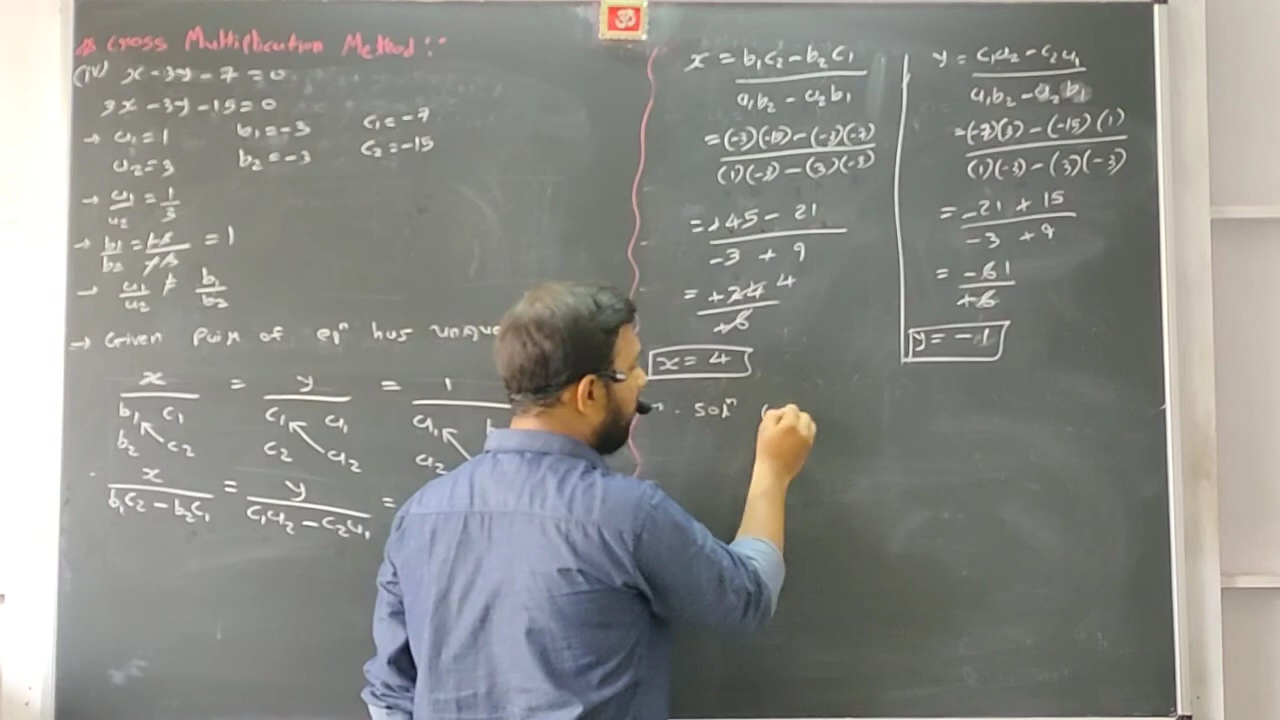 ॐ
* Cross Multiplication Method :-
(iv) x - 3y - 7 = 0
3x - 3y - 15 = 0
→ a₁ = 1 b₁ = -3 c₁ = -7
a₂ = 3 b₂ = -3 c₂ = -15
→ a₁/a₂ = 1/3
→ b₁/b₂ = -3/-3 = 1
→ a₁/a₂ ≠ b₁/b₂
→ Given Pair of eqⁿ has
x/(b₁ c₁ b₂ c₂) = y/(c₁ a₁ c₂ a₂) = 1/(a₁ a₂
x/(b₁c₂ - b₂c₁) = y/(c₁a₂ - c₂a₁) =
x = (b₁c₂ - b₂c₁)/(a₁b₂ - a₂b₁)
= ((-3)(-15) - (-3)(-7))/((1)(-3) - (3)(-3))
= (45 - 21)/(-3 + 9)
= +24/+6 4
x = 4
solⁿ
y = (c₁a₂ - c₂a₁)/(a₁b₂ - a₂b₁)
= ((-7)(3) - (-15)(1))/((1)(-3) - (3)(-3))
= (-21 + 15)/(-3 + 9)
= -6/+6 1
y = -1